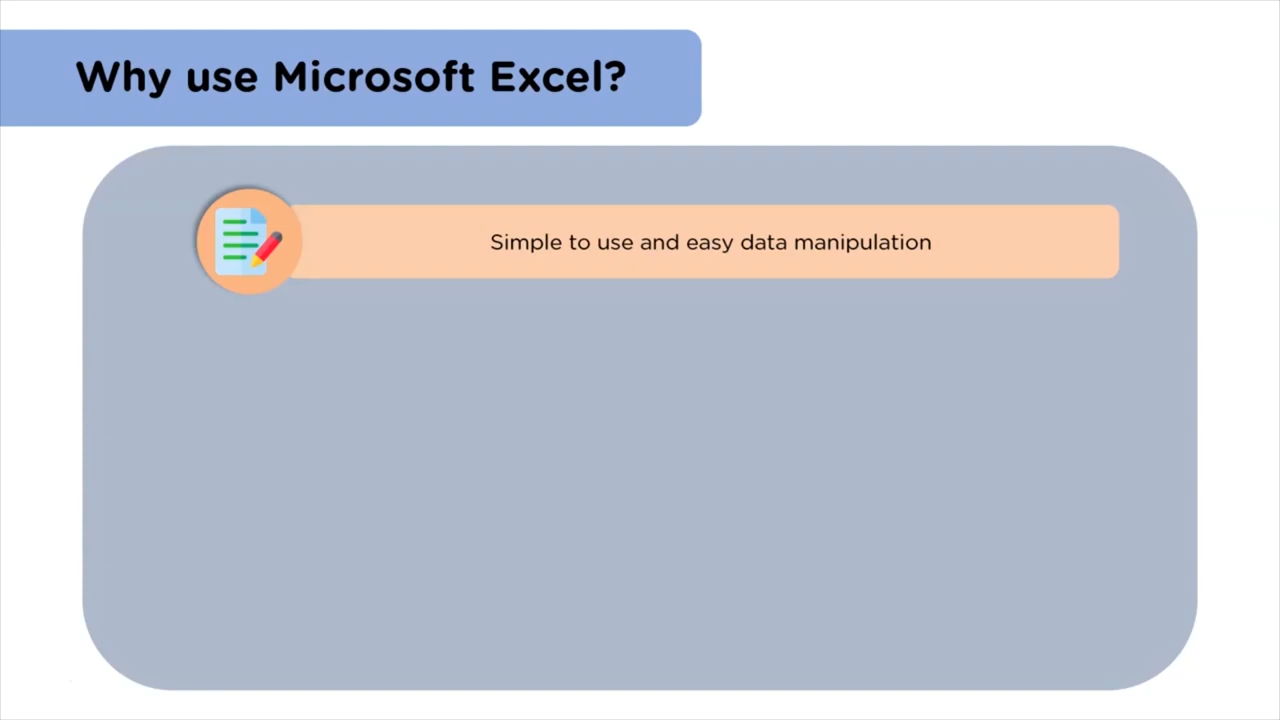 Why use Microsoft Excel?
Simple to use and easy data manipulation